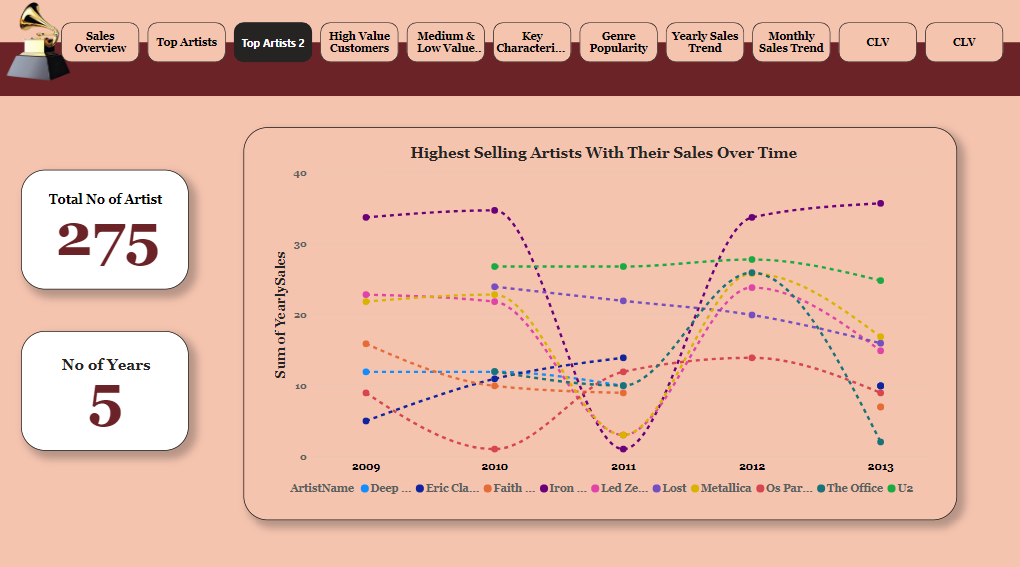 Sales
Overview
Top Artists
Top Artists 2
High Value
Customers
Medium &
Low Value..
Key
Characteri...
Genre
Popularity
Yearly Sales
Trend
Monthly
Sales Trend
CLV
CLV
Total No of Artist
275
No of Years
5
Highest Selling Artists With Their Sales Over Time
Sum of YearlySales
40
30
20
10
0
2009 2010 2011 2012 2013
ArtistName Deep ... Eric Cla... Faith ... Iron ... Led Ze... Lost Metallica Os Par... The Office U2